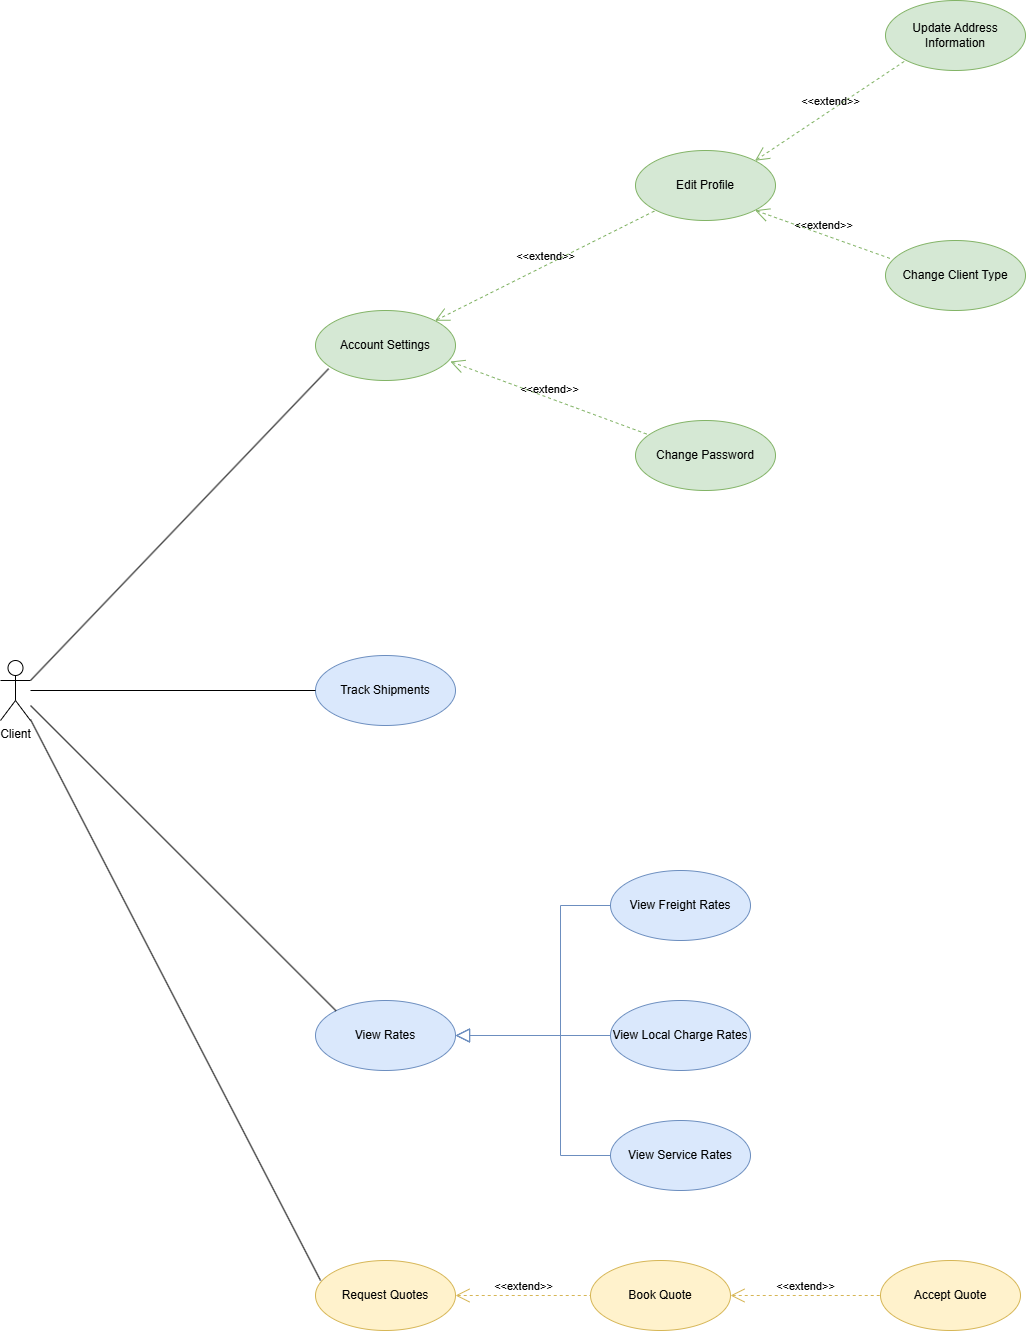 Update Address
Information
<<extend>>
Edit Profile
<<extend>>
<<extend>>
Change Client Type
Account Settings
<<extend>>
Change Password
Track Shipments
Client
View Freight Rates
View Rates
View Local Charge Rates
View Service Rates
Request Quotes
<<extend>>
Book Quote
<<extend>>
Accept Quote